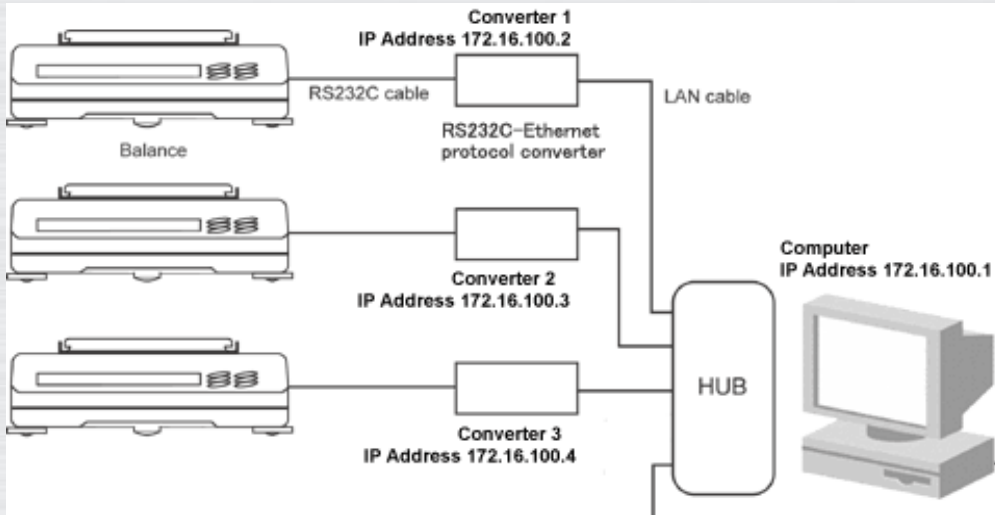 Converter 1
IP Address 172.16.100.2
RS232C cable
LAN cable
RS232C-Ethernet
protocol converter
Balance
Computer
IP Address 172.16.100.1
Converter 2
IP Address 172.16.100.3
HUB
Converter 3
IP Address 172.16.100.4